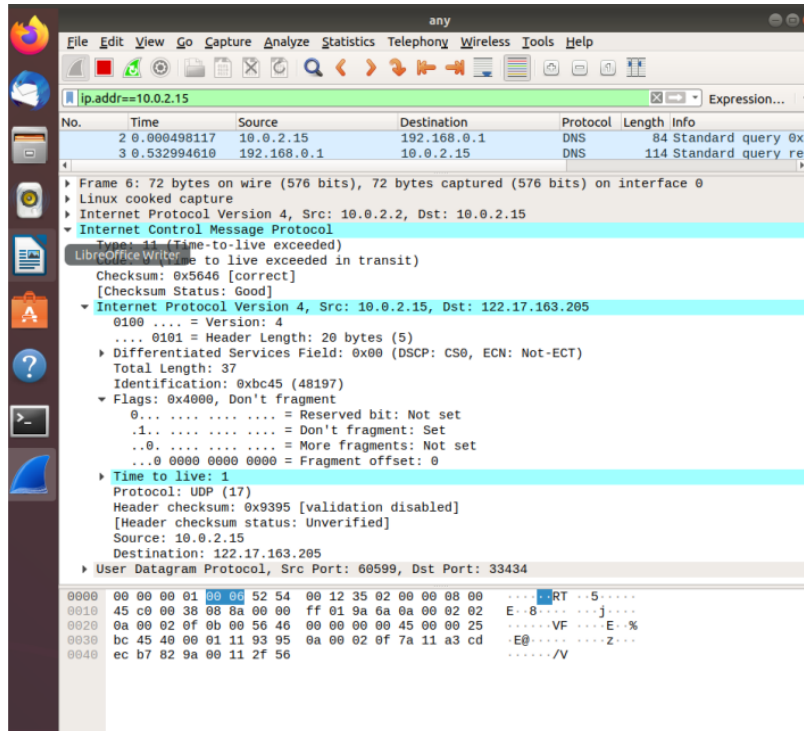 any
File Edit View Go Capture Analyze Statistics Telephony Wireless Tools Help
ip.addr==10.0.2.15 Expression...
No. Time Source Destination Protocol Length Info
2 0.000498117 10.0.2.15 192.168.0.1 DNS 84 Standard query 0x
3 0.532994610 192.168.0.1 10.0.2.15 DNS 114 Standard query re
Frame 6: 72 bytes on wire (576 bits), 72 bytes captured (576 bits) on interface 0
Linux cooked capture
Internet Protocol Version 4, Src: 10.0.2.2, Dst: 10.0.2.15
Internet Control Message Protocol
Type: 11 (Time-to-live exceeded)
LibreOffice Writer
Code: 0 (Time to live exceeded in transit)
Checksum: 0x5646 [correct]
[Checksum Status: Good]
Internet Protocol Version 4, Src: 10.0.2.15, Dst: 122.17.163.205
0100 .... = Version: 4
.... 0101 = Header Length: 20 bytes (5)
Differentiated Services Field: 0x00 (DSCP: CS0, ECN: Not-ECT)
Total Length: 37
Identification: 0xbc45 (48197)
Flags: 0x4000, Don't fragment
0... .... .... .... = Reserved bit: Not set
.1.. .... .... .... = Don't fragment: Set
..0. .... .... .... = More fragments: Not set
...0 0000 0000 0000 = Fragment offset: 0
Time to live: 1
Protocol: UDP (17)
Header checksum: 0x9395 [validation disabled]
[Header checksum status: Unverified]
Source: 10.0.2.15
Destination: 122.17.163.205
User Datagram Protocol, Src Port: 60599, Dst Port: 33434
0000 00 00 00 01 00 06 52 54 00 12 35 02 00 00 08 00 ······RT ··5·····
0010 45 c0 00 38 08 8a 00 00 ff 01 9a 6a 0a 00 02 02 E··8···· ···j····
0020 0a 00 02 0f 0b 00 56 46 00 00 00 00 45 00 00 25 ······VF ····E··%
0030 bc 45 40 00 01 11 93 95 0a 00 02 0f 7a 11 a3 cd ·E@····· ····z···
0040 ec b7 82 9a 00 11 2f 56 ······/V